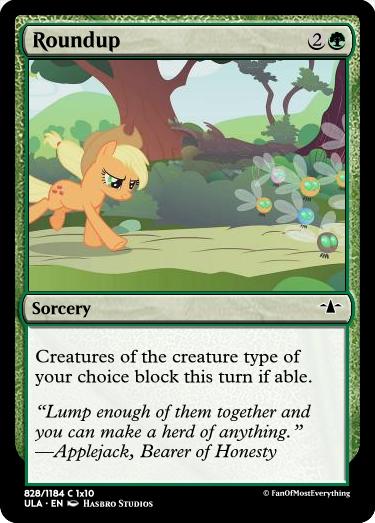 Roundup 2
Sorcery
Creatures of the creature type of
your choice block this turn if able.
“Lump enough of them together and
you can make a herd of anything.”
—Applejack, Bearer of Honesty
828/1184 C 1x10
ULA · EN Hasbro Studios © FanOfMostEverything